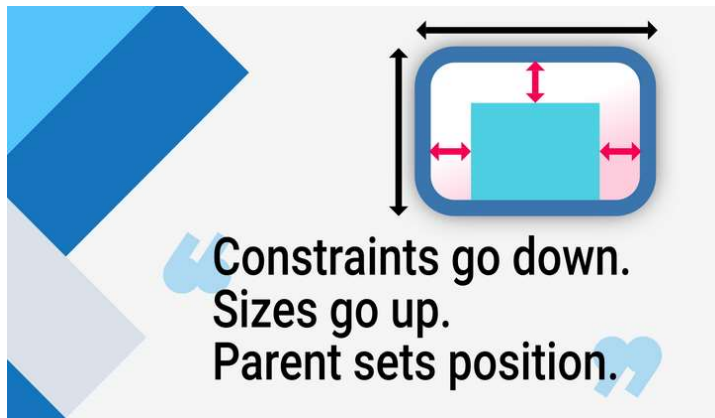 Constraints go down.
Sizes go up.
Parent sets position.